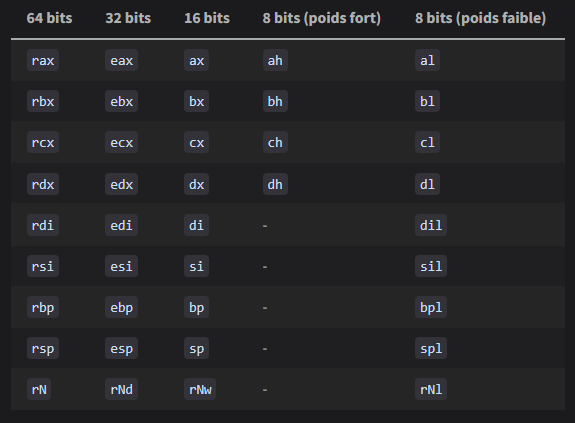 64 bits 32 bits 16 bits 8 bits (poids fort) 8 bits (poids faible)
rax eax ax ah al
rbx ebx bx bh bl
rcx ecx cx ch cl
rdx edx dx dh dl
rdi edi di - dil
rsi esi si - sil
rbp ebp bp - bpl
rsp esp sp - spl
rN rNd rNw - rNl